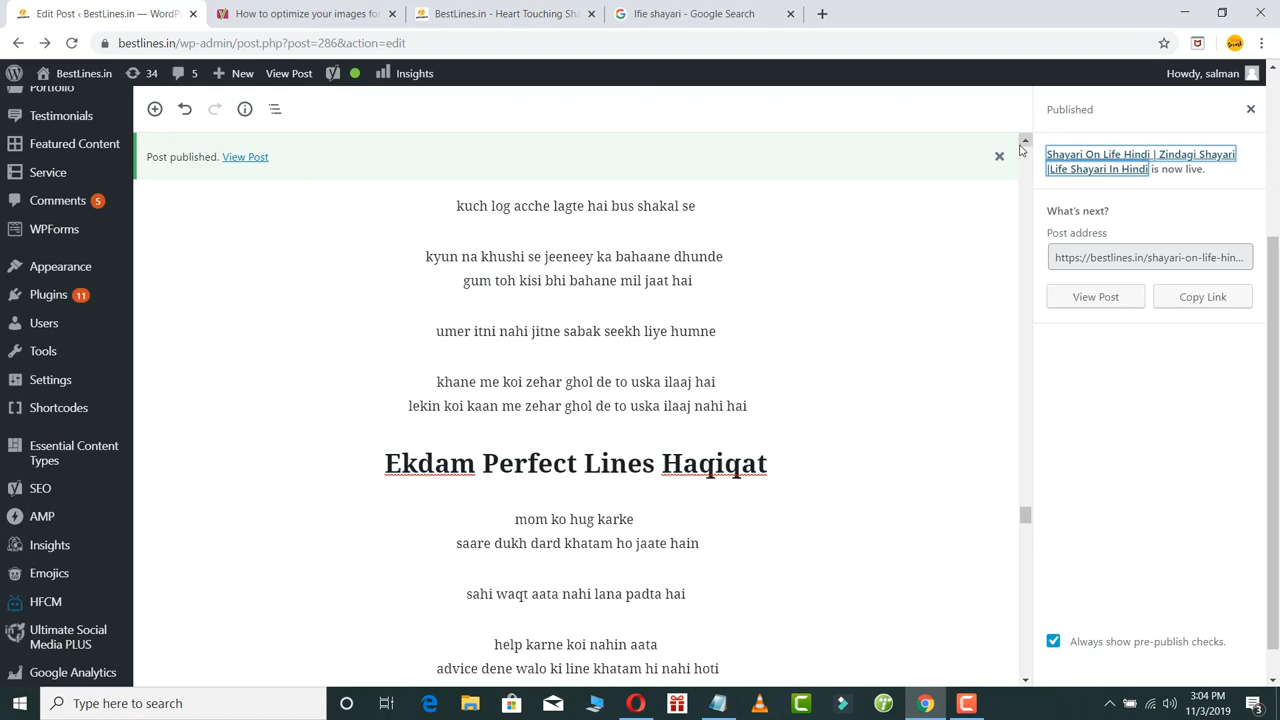 Edit Post ‹ BestLines.in — WordP
How to optimize your images for
BestLines.in - Heart Touching Sha
lfie shayari - Google Search
bestlines.in/wp-admin/post.php?post=286&action=edit
BestLines.in
34
5
New
View Post
Insights
Howdy, salman
Portfolio
Testimonials
Featured Content
Service
Comments 5
WPForms
Appearance
Plugins 11
Users
Tools
Settings
Shortcodes
Essential Content
Types
SEO
AMP
Insights
Emojics
HFCM
Ultimate Social
Media PLUS
Google Analytics
Post published. View Post
kuch log acche lagte hai bus shakal se
kyun na khushi se jeeneey ka bahaane dhunde
gum toh kisi bhi bahane mil jaat hai
umer itni nahi jitne sabak seekh liye humne
khane me koi zehar ghol de to uska ilaaj hai
lekin koi kaan me zehar ghol de to uska ilaaj nahi hai
Ekdam Perfect Lines Haqiqat
mom ko hug karke
saare dukh dard khatam ho jaate hain
sahi waqt aata nahi lana padta hai
help karne koi nahin aata
advice dene walo ki line khatam hi nahi hoti
Published
Shayari On Life Hindi | Zindagi Shayari
|Life Shayari In Hindi is now live.
What's next?
Post address
https://bestlines.in/shayari-on-life-hin...
View Post
Copy Link
Always show pre-publish checks.
Type here to search
3:04 PM
11/3/2019
3